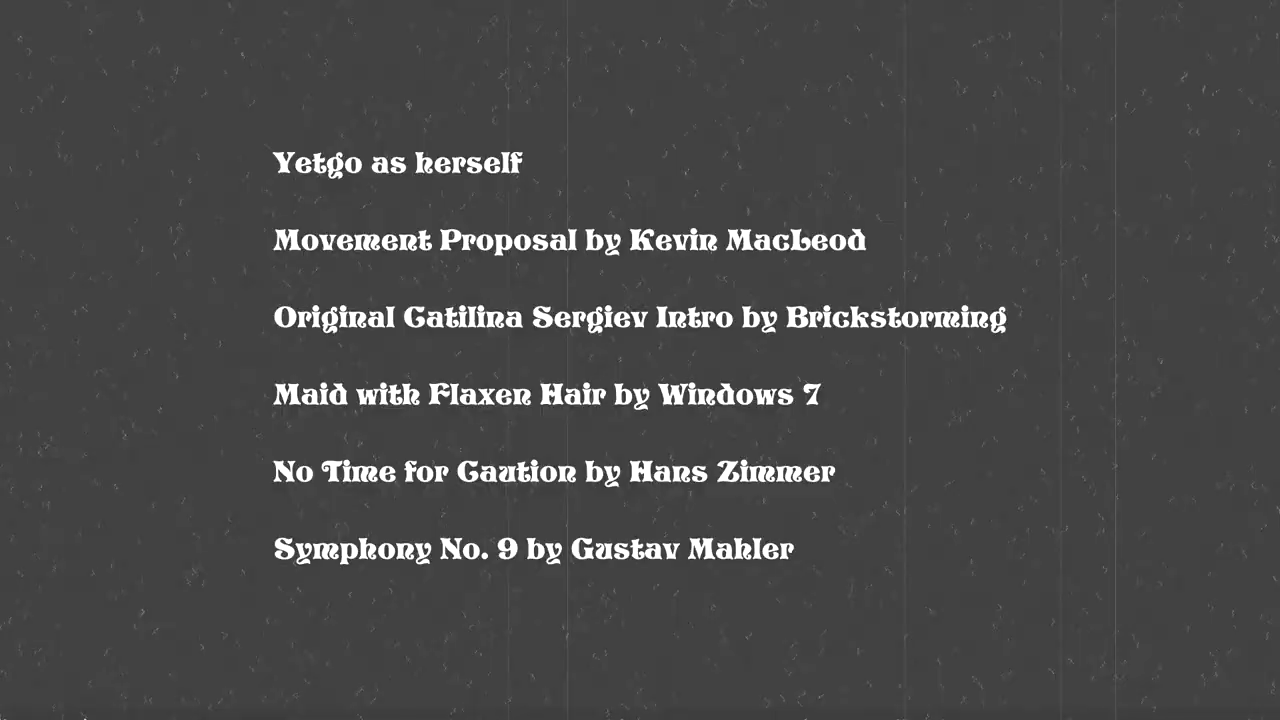 Yetgo as herself
Movement Proposal by Kevin MacLeod
Original Catilina Sergiev Intro by Brickstorming
Maid with Flaxen Hair by Windows 7
No Time for Caution by Hans Zimmer
Symphony No. 9 by Gustav Mahler